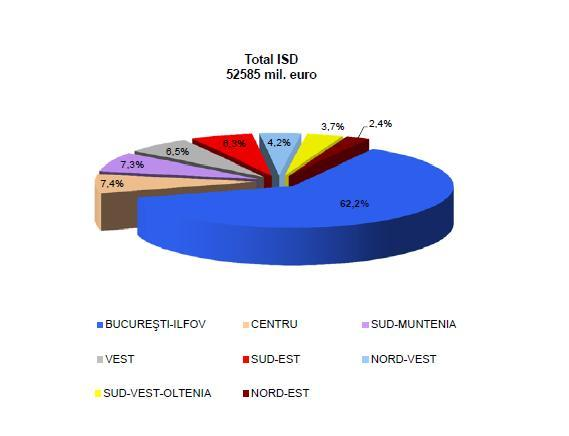 Total ISD
52585 mil. euro
3,7%
2,4%
4,2%
6,3%
6,5%
7,3%
7,4%
62,2%
BUCUREŞTI-ILFOV CENTRU SUD-MUNTENIA
VEST SUD-EST NORD-VEST
SUD-VEST-OLTENIA NORD-EST